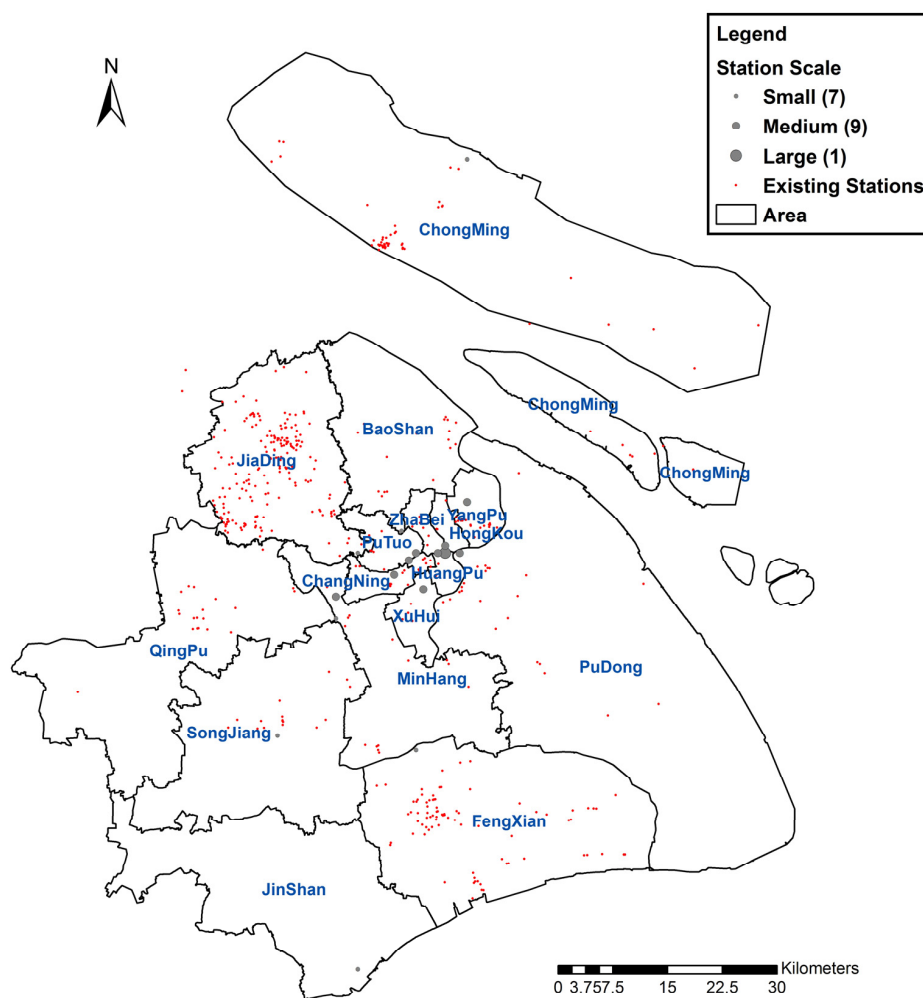 Legend
Station Scale
Small (7)
Medium (9)
Large (1)
Existing Stations
Area
N
ChongMing
ChongMing
BaoShan
JiaDing
ChongMing
YangPu
ZhaBei
HongKou
PuTuo
HuangPu
ChangNing
XuHui
QingPu
PuDong
MinHang
SongJiang
FengXian
JinShan
Kilometers
0 3.757.5 15 22.5 30